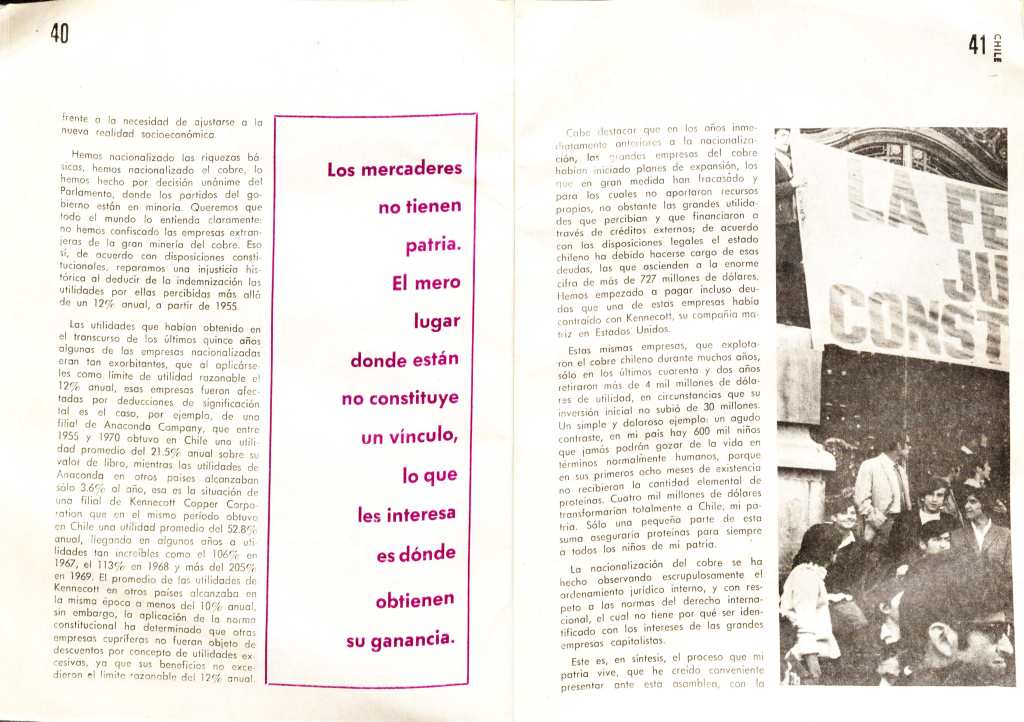 40
frente a la necesidad de ajustarse a la
nueva realidad socioeconómica.
Hemos nacionalizado las riquezas bá-
sicas, hemos nacionalizado el cobre, lo
hemos hecho por decisión unánime del
Parlamento, donde los partidos del go-
bierno están en minoría. Queremos que
todo el mundo lo entienda claramente:
no hemos confiscado las empresas extran-
jeras de la gran minería del cobre. Eso
sí, de acuerdo con disposiciones consti-
tucionales, reparamos una injusticia his-
tórica al deducir de la indemnización las
utilidades por ellas percibidas más allá
de un 12% anual, a partir de 1955.
Las utilidades que habían obtenido en
el transcurso de los últimos quince años
algunas de las empresas nacionalizadas
eran tan exorbitantes, que al aplicárse-
les como límite de utilidad razonable el
12% anual, esas empresas fueron afec-
tadas por deducciones de significación
tal es el caso, por ejemplo, de una
filial de Anaconda Company, que entre
1955 y 1970 obtuvo en Chile una utili-
dad promedio del 21.5% anual sobre su
valor de libro, mientras las utilidades de
Anaconda en otros países alcanzaban
sólo 3.6% al año, esa es la situación de
una filial de Kennecott Copper Corpo-
ration que en el mismo período obtuvo
en Chile una utilidad promedio del 52.8%
anual, llegando en algunos años a uti-
lidades tan increíbles como el 106% en
1967, el 113% en 1968 y más del 205%
en 1969. El promedio de las utilidades de
Kennecott en otros países alcanzaba en
la misma época a menos del 10% anual,
sin embargo, la aplicación de la norma
constitucional ha determinado que otras
empresas cupríferas no fueran objeto de
descuentos por concepto de utilidades ex-
cesivas, ya que sus beneficios no exce-
dieron el límite razonable del 12% anual.
Los mercaderes
no tienen
patria.
El mero
lugar
donde están
no constituye
un vínculo,
lo que
les interesa
es dónde
obtienen
su ganancia.
41
CHILE
Cabe destacar que en los años inme-
diatamente anteriores a la nacionaliza-
ción, las grandes empresas del cobre
habían iniciado planes de expansión, los
que en gran medida han fracasado y
para los cuales no aportaron recursos
propios, no obstante las grandes utilida-
des que percibían y que financiaron a
través de créditos externos; de acuerdo
con las disposiciones legales el estado
chileno ha debido hacerse cargo de esas
deudas, las que ascienden a la enorme
cifra de más de 727 millones de dólares.
Hemos empezado a pagar incluso deu-
das que una de estas empresas había
contraído con Kennecott, su compañía ma-
triz en Estados Unidos.
Estas mismas empresas, que explota-
ron el cobre chileno durante muchos años,
sólo en los últimos cuarenta y dos años
retiraron más de 4 mil millones de dóla-
res de utilidad, en circunstancias que su
inversión inicial no subió de 30 millones.
Un simple y doloroso ejemplo: un agudo
contraste, en mi país hay 600 mil niños
que jamás podrán gozar de la vida en
términos normalmente humanos, porque
en sus primeros ocho meses de existencia
no recibieron la cantidad elemental de
proteínas. Cuatro mil millones de dólares
transformarían totalmente a Chile, mi pa-
tria. Sólo una pequeña parte de esta
suma aseguraría proteínas para siempre
a todos los niños de mi patria.
La nacionalización del cobre se ha
hecho observando escrupulosamente el
ordenamiento jurídico interno, y con res-
peto a las normas del derecho interna-
cional, el cual no tiene por qué ser iden-
tificado con los intereses de las grandes
empresas capitalistas.
Este es, en síntesis, el proceso que mi
patria vive, que he creído conveniente
presentar ante esta asamblea, con la
LA FE
JU
CONST